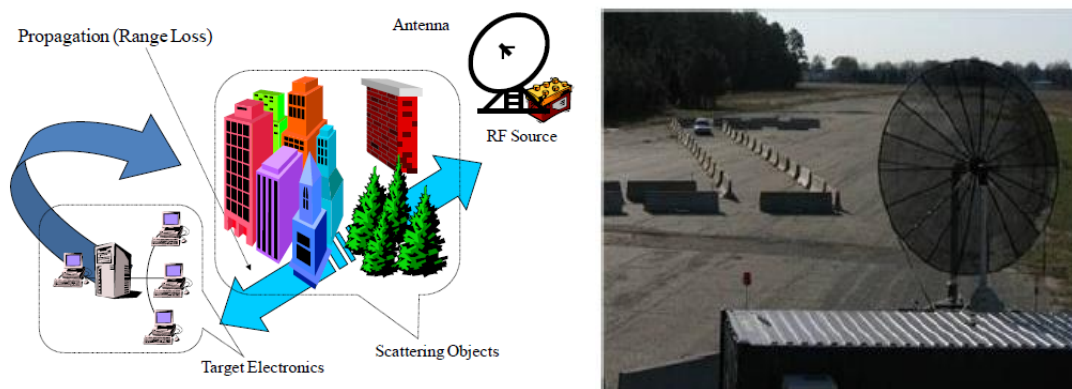 Propagation (Range Loss)
Antenna
RF Source
Scattering Objects
Target Electronics